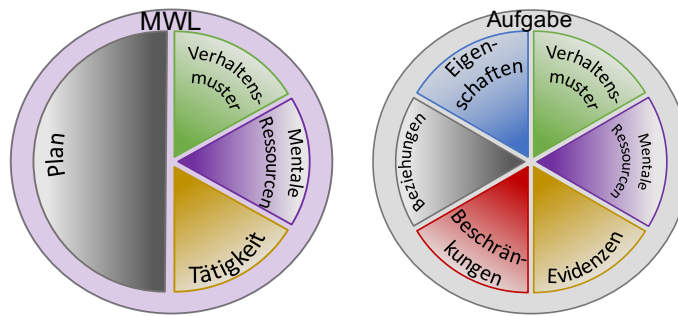 MWL
Plan
Verhaltens-
muster
Mentale
Ressourcen
Tätigkeit
Aufgabe
Eigen-
schaften
Verhaltens-
muster
Beziehungen
Mentale
Ressourcen
Beschrän-
kungen
Evidenzen